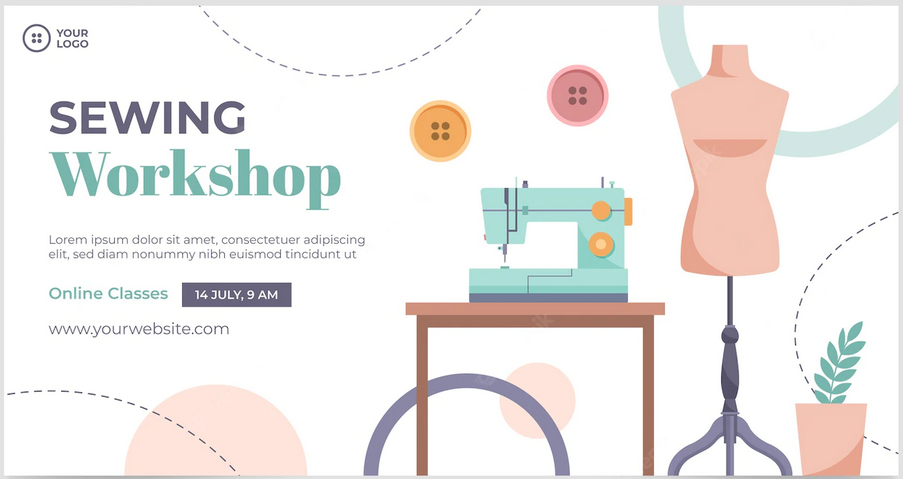 YOUR
LOGO
SEWING
Workshop
Lorem ipsum dolor sit amet, consectetuer adipiscing
elit, sed diam nonummy nibh euismod tincidunt ut
Online Classes
14 JULY, 9 AM
www.yourwebsite.com